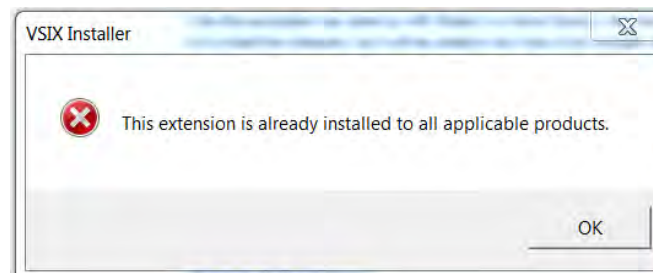 VSIX Installer
This extension is already installed to all applicable products.
OK